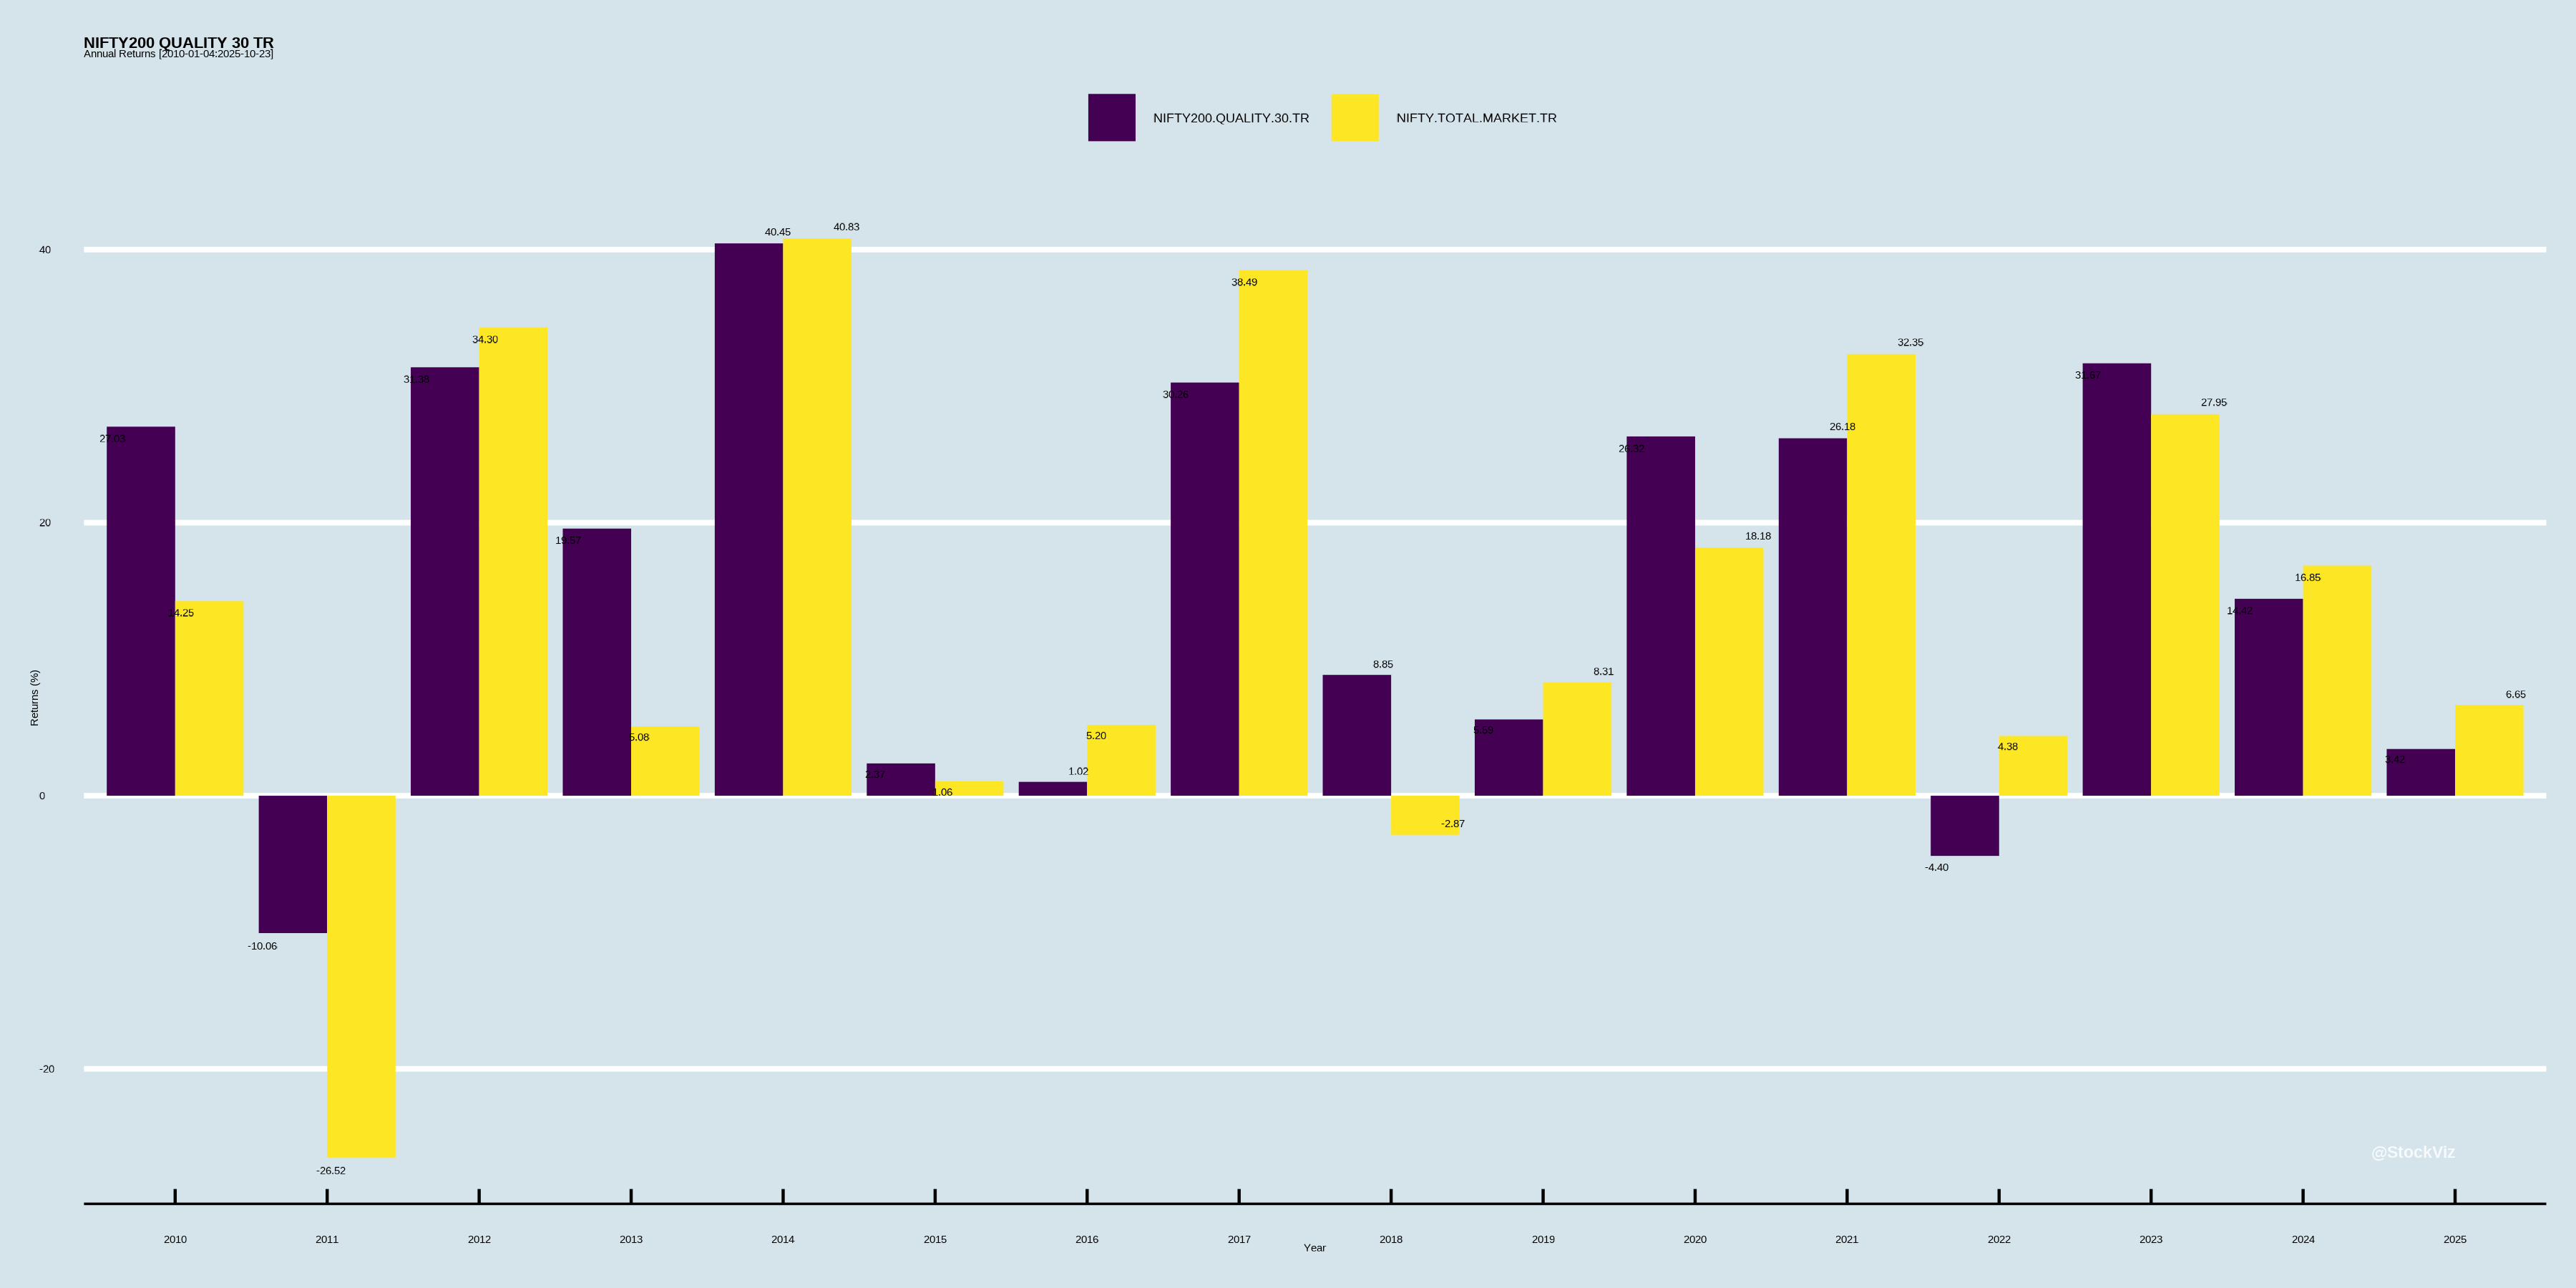 NIFTY200 QUALITY 30 TR
Annual Returns [2010-01-04:2025-10-23]
NIFTY200.QUALITY.30.TR NIFTY.TOTAL.MARKET.TR
40
20
0
-20
Returns (%)
27.03 14.25
-10.06 -26.52
31.38 34.30
19.57 5.08
40.45 40.83
2.37 1.06
1.02 5.20
30.26 38.49
8.85 -2.87
5.59 8.31
26.32 18.18
26.18 32.35
-4.40 4.38
31.67 27.95
14.42 16.85
3.42 6.65
@StockViz
2010 2011 2012 2013 2014 2015 2016 2017 2018 2019 2020 2021 2022 2023 2024 2025
Year